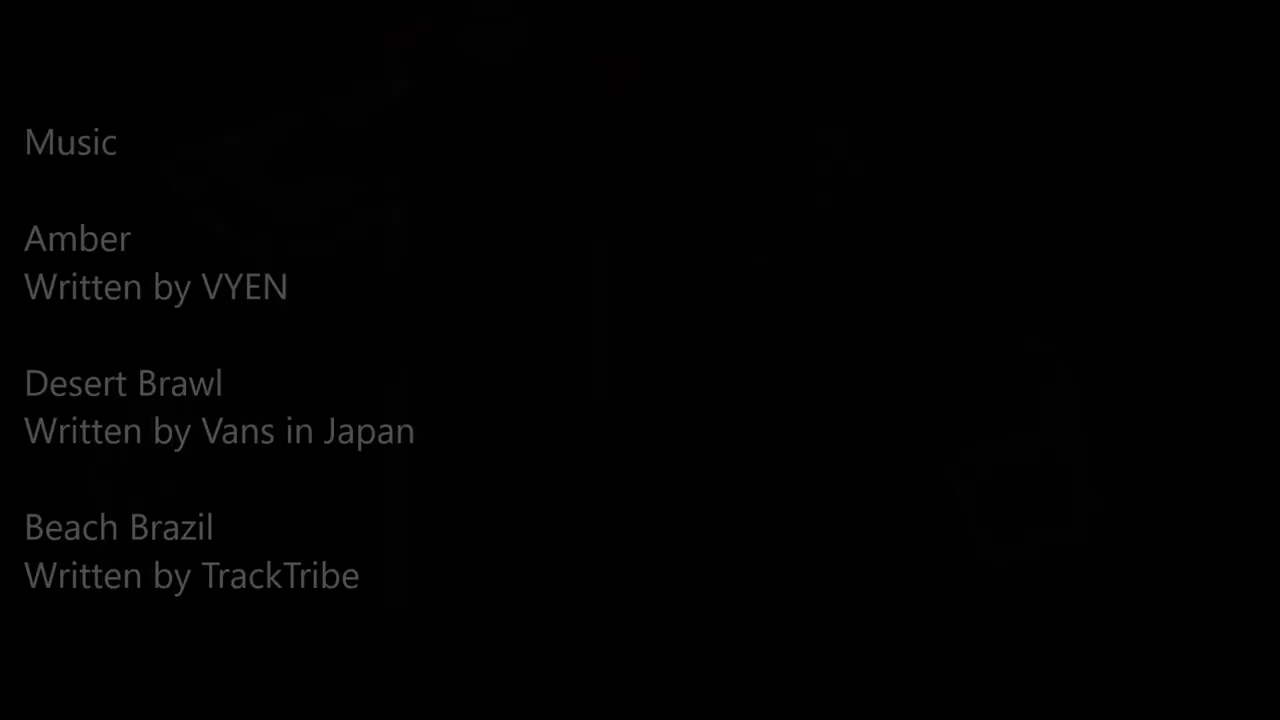 Music
Amber
Written by VYEN
Desert Brawl
Written by Vans in Japan
Beach Brazil
Written by TrackTribe